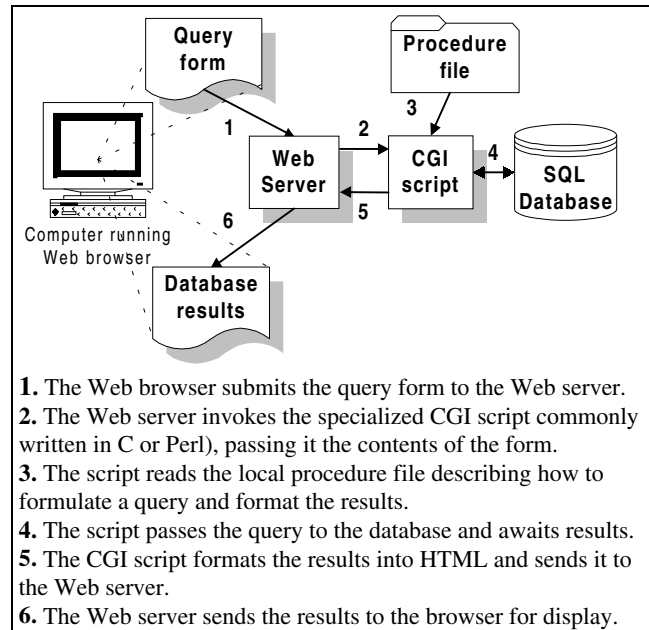 Query
form
Procedure
file
3
1
2
4
Web
Server
CGI
script
SQL
Database
5
6
Computer running
Web browser
Database
results
1. The Web browser submits the query form to the Web server.
2. The Web server invokes the specialized CGI script commonly
written in C or Perl), passing it the contents of the form.
3. The script reads the local procedure file describing how to
formulate a query and format the results.
4. The script passes the query to the database and awaits results.
5. The CGI script formats the results into HTML and sends it to
the Web server.
6. The Web server sends the results to the browser for display.